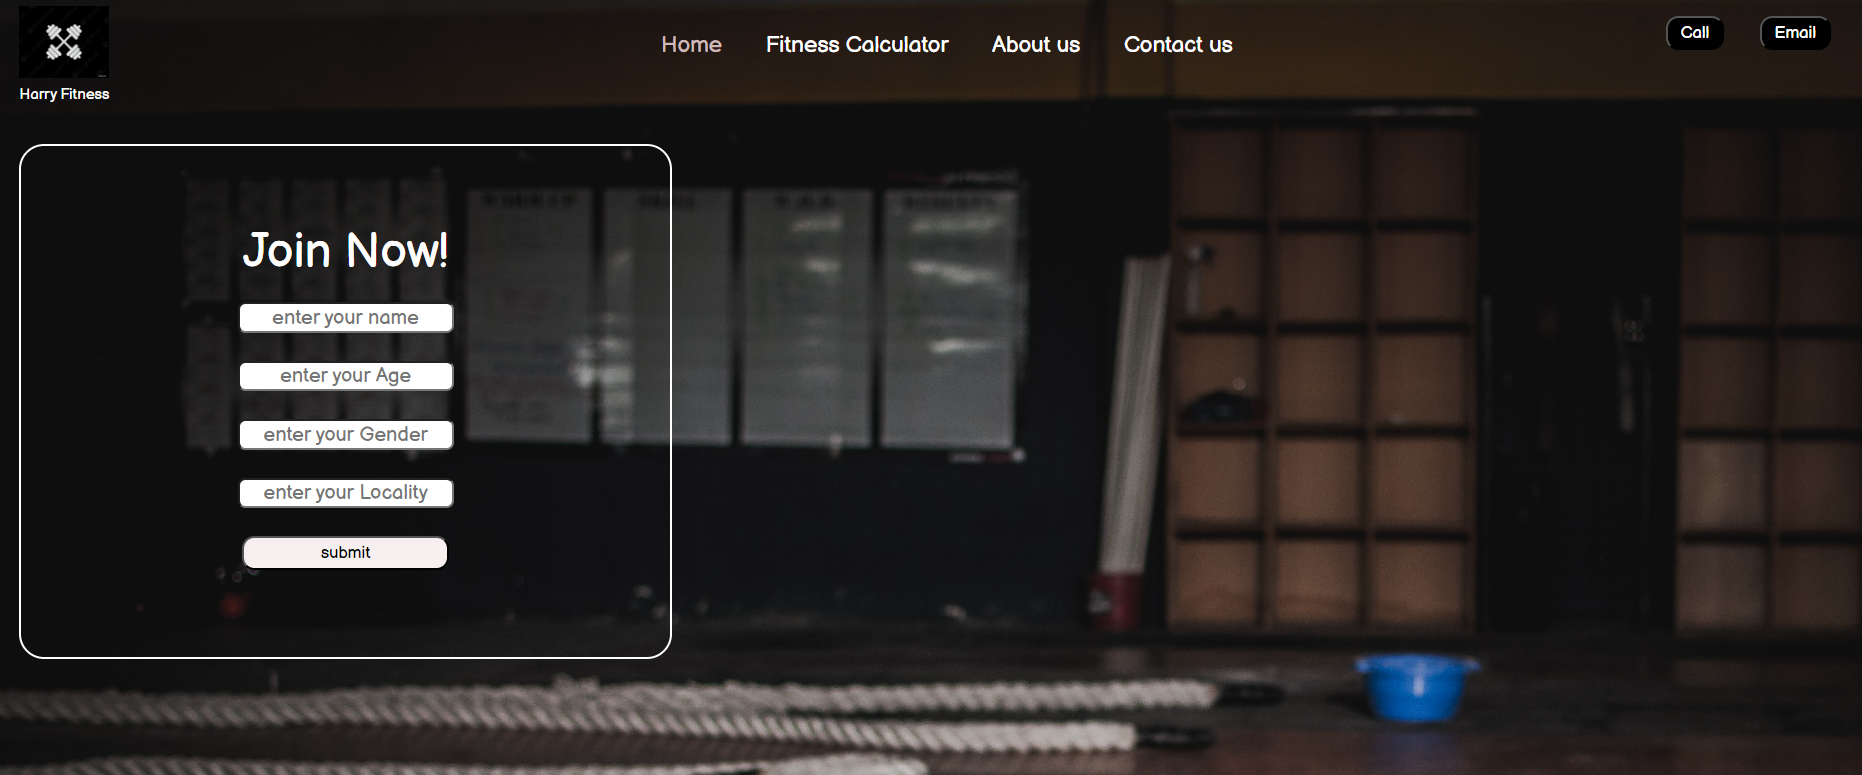 Home Fitness Calculator About us Contact us
Call Email
Harry Fitness
Join Now!
enter your name
enter your Age
enter your Gender
enter your Locality
submit